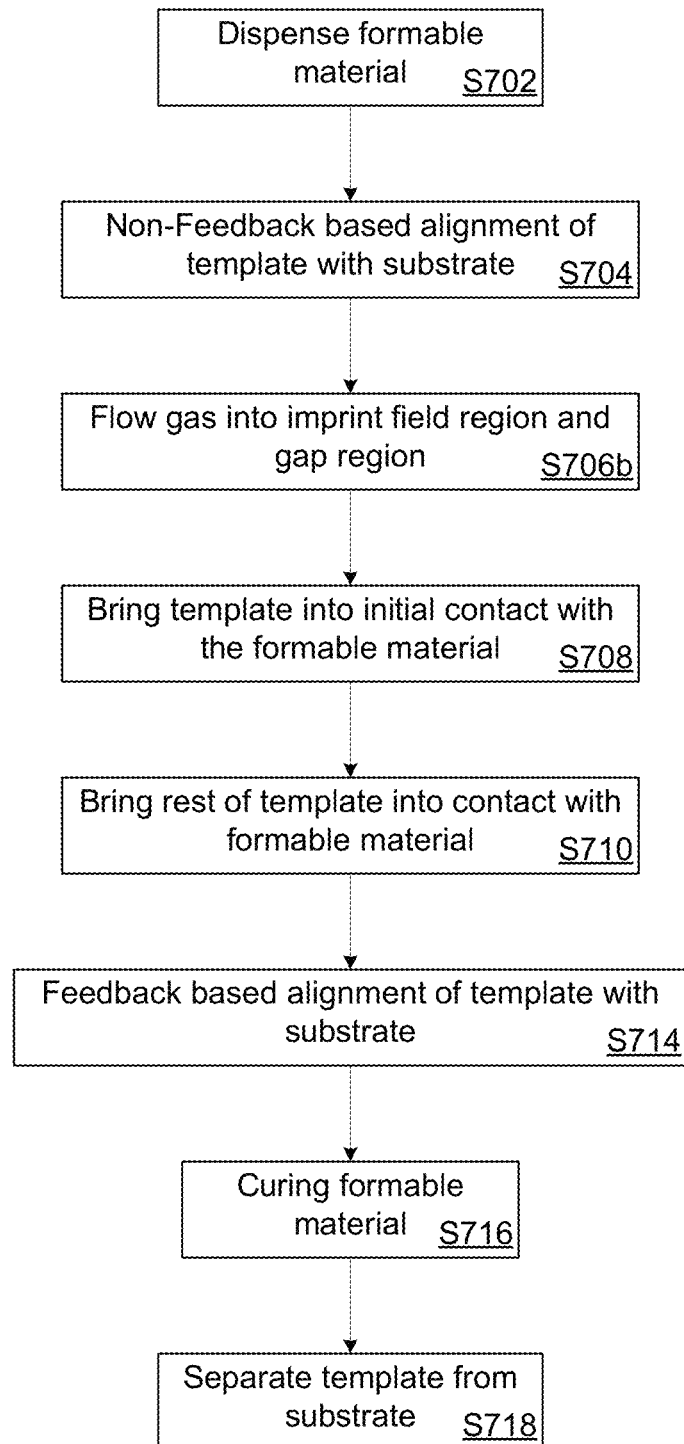 Dispense formable
material S702
Non-Feedback based alignment of
template with substrate S704
Flow gas into imprint field region and
gap region S706b
Bring template into initial contact with
the formable material S708
Bring rest of template into contact with
formable material S710
Feedback based alignment of template with
substrate S714
Curing formable
material S716
Separate template from
substrate S718